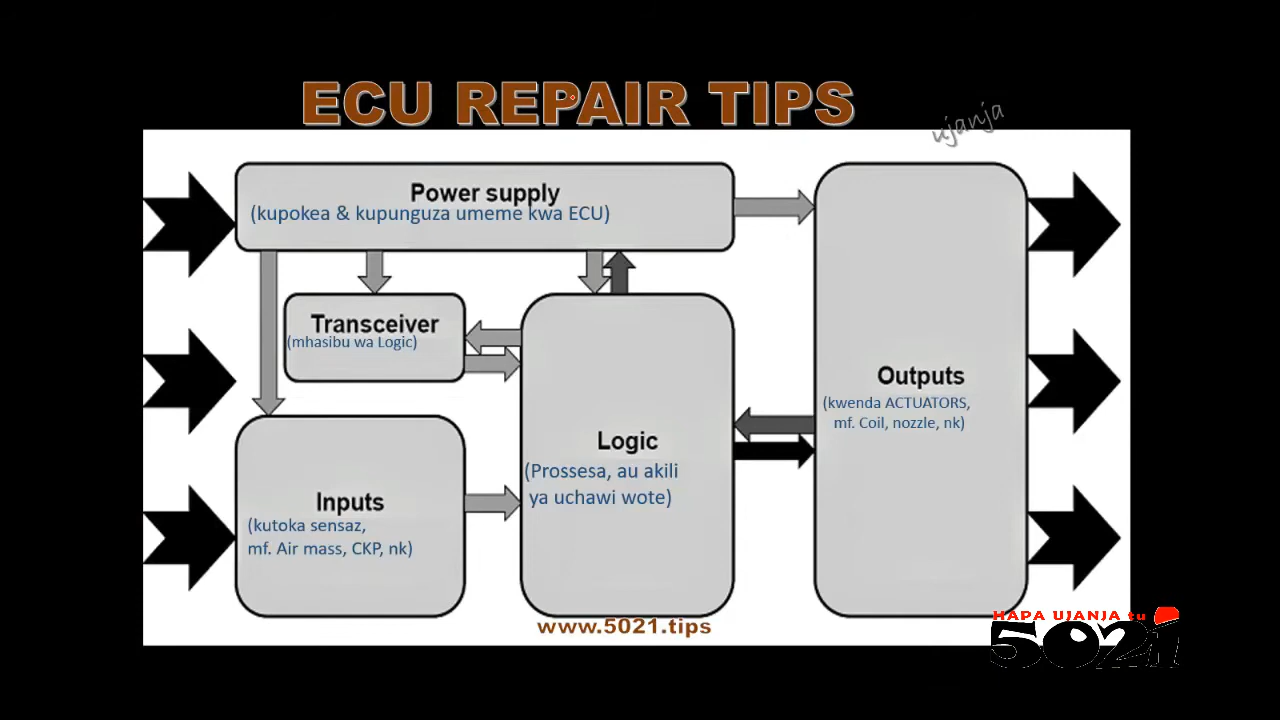 ECU REPAIR TIPS
ujanja
Power supply
(kupokea & kupunguza umeme kwa ECU)
Transceiver
(mhasibu wa Logic)
Outputs
(kwenda ACTUATORS,
mf. Coil, nozzle, nk)
Logic
(Prossesa, au akili
ya uchawi wote)
Inputs
(kutoka sensaz,
mf. Air mass, CKP, nk)
www.5021.tips
HAPA UJANJA tu
5021